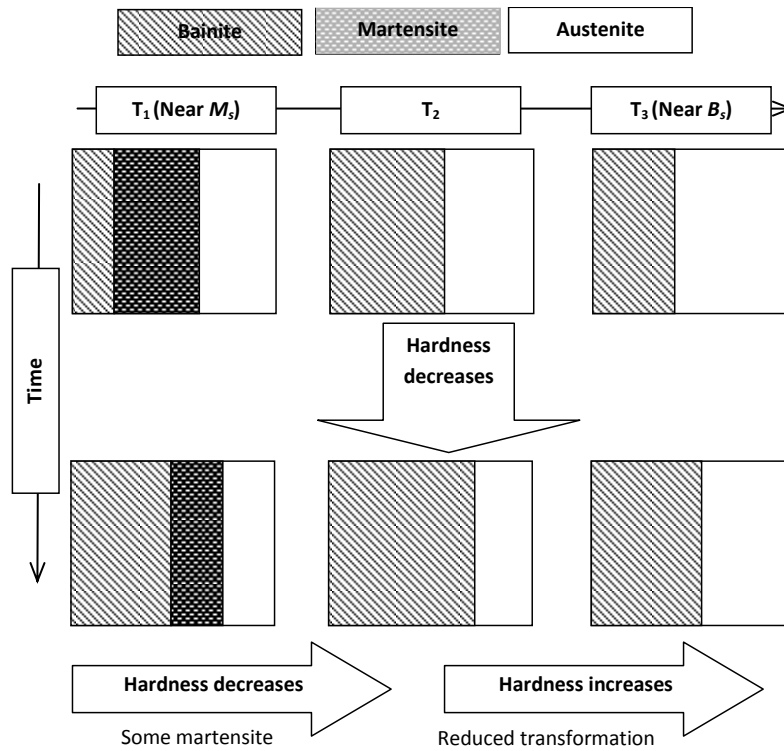 Bainite
Martensite
Austenite
T₁ (Near Mₛ)
T₂
T₃ (Near Bₛ)
Time
Hardness
decreases
Hardness decreases
Hardness increases
Some martensite
Reduced transformation